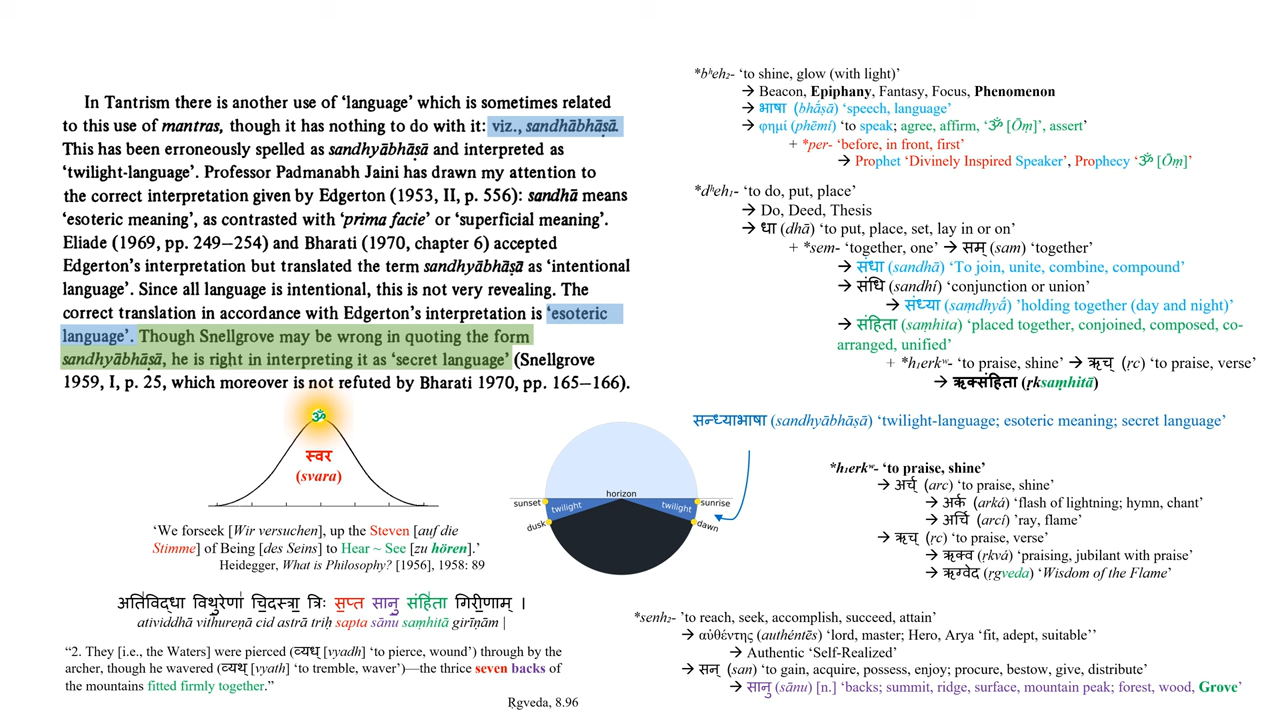 In Tantrism there is another use of ‘language’ which is sometimes related
to this use of mantras, though it has nothing to do with it: viz., sandhābhāṣā.
This has been erroneously spelled as sandhyābhāṣā and interpreted as
‘twilight-language’. Professor Padmanabh Jaini has drawn my attention to
the correct interpretation given by Edgerton (1953, II, p. 556): sandhā means
‘esoteric meaning’, as contrasted with ‘prima facie’ or ‘superficial meaning’.
Eliade (1969, pp. 249–254) and Bharati (1970, chapter 6) accepted
Edgerton’s interpretation but translated the term sandhyābhāṣā as ‘intentional
language’. Since all language is intentional, this is not very revealing. The
correct translation in accordance with Edgerton’s interpretation is ‘esoteric
language’. Though Snellgrove may be wrong in quoting the form
sandhyābhāṣā, he is right in interpreting it as ‘secret language’ (Snellgrove
1959, I, p. 25, which moreover is not refuted by Bharati 1970, pp. 165–166).
ॐ
स्वर
(svara)
‘We forseek [Wir versuchen], up the Steven [auf die
Stimme] of Being [des Seins] to Hear ~ See [zu hören].’
Heidegger, What is Philosophy? [1956], 1958: 89
horizon
sunset
sunrise
twilight
twilight
dusk
dawn
अति॑विद्धा विथु॒रेणा॑ चि॒दस्त्रा॒ त्रिः स॒प्त सानु॒ संहि॑ता गिरी॒णाम् ।
atividdhā vithureṇā cid astrā triḥ sapta sānu saṃhitā girīṇām |
“2. They [i.e., the Waters] were pierced (व्यध् [vyadh] ‘to pierce, wound’) through by the
archer, though he wavered (व्यथ् [vyath] ‘to tremble, waver’)—the thrice seven backs of
the mountains fitted firmly together.”
Ṛgveda, 8.96
*bʰeh₂- ‘to shine, glow (with light)’
→ Beacon, Epiphany, Fantasy, Focus, Phenomenon
→ भाषा (bhā́ṣā) ‘speech, language’
→ φημί (phēmí) ‘to speak; agree, affirm, ‘ॐ [Ōṃ]’, assert’
+ *per- ‘before, in front, first’
→ Prophet ‘Divinely Inspired Speaker’, Prophecy ‘ॐ [Ōṃ]’
*dʰeh₁- ‘to do, put, place’
→ Do, Deed, Thesis
→ धा (dhā) ‘to put, place, set, lay in or on’
+ *sem- ‘together, one’ → सम् (sam) ‘together’
→ संधा (sandhā) ‘To join, unite, combine, compound’
→ संधि (sandhí) ‘conjunction or union’
→ संध्या (saṃdhyā́) ’holding together (day and night)’
→ संहिता (saṃhita) ‘placed together, conjoined, composed, co-
arranged, unified’
+ *h₁erkʷ- ‘to praise, shine’ → ऋच् (ṛc) ‘to praise, verse’
→ ऋक्संहिता (ṛksaṃhitā)
सन्ध्याभाषा (sandhyābhāṣā) ‘twilight-language; esoteric meaning; secret language’
*h₁erkʷ- ‘to praise, shine’
→ अर्च् (arc) ‘to praise, shine’
→ अर्क (arká) ‘flash of lightning; hymn, chant’
→ अर्चि (arcí) ’ray, flame’
→ ऋच् (ṛc) ‘to praise, verse’
→ ऋक्व (ṛkvá) ‘praising, jubilant with praise’
→ ऋग्वेद (ṛgveda) ‘Wisdom of the Flame’
*senh₂- ’to reach, seek, accomplish, succeed, attain’
→ αὐθέντης (authéntēs) ‘lord, master; Hero, Arya ‘fit, adept, suitable’’
→ Authentic ‘Self-Realized’
→ सन् (san) ‘to gain, acquire, possess, enjoy; procure, bestow, give, distribute’
→ सानु (sānu) [n.] ‘backs; summit, ridge, surface, mountain peak; forest, wood, Grove’